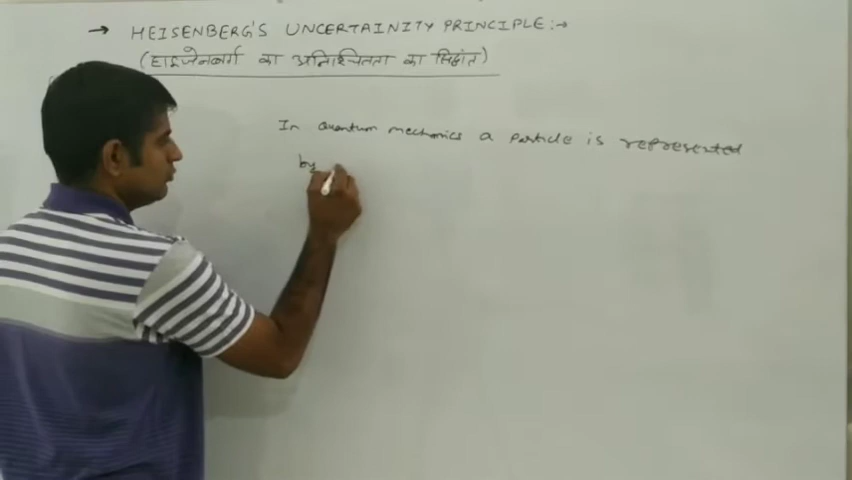 → HEISENBERG'S UNCERTAINITY PRINCIPLE:→
(हाइजेनबर्ग का अनिश्चितता का सिद्धांत)
In quantum mechanics a particle is represented
by